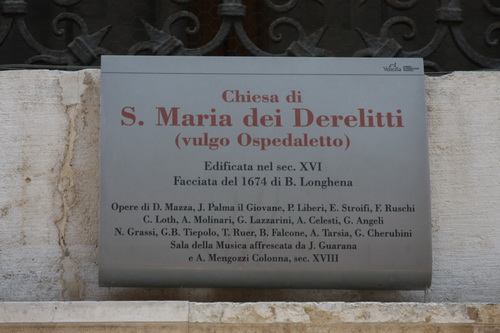 Venezia
Chiesa di
S. Maria dei Derelitti
(vulgo Ospedaletto)
Edificata nel sec. XVI
Facciata del 1674 di B. Longhena
Opere di D. Mazza, J. Palma il Giovane, P. Liberi, E. Stroifi, F. Ruschi
C. Loth, A. Molinari, G. Lazzarini, A. Celesti, G. Angeli
N. Grassi, G.B. Tiepolo, T. Ruer, B. Falcone, A. Tarsia, G. Cherubini
Sala della Musica affrescata da J. Guarana
e A. Mengozzi Colonna, sec. XVIII